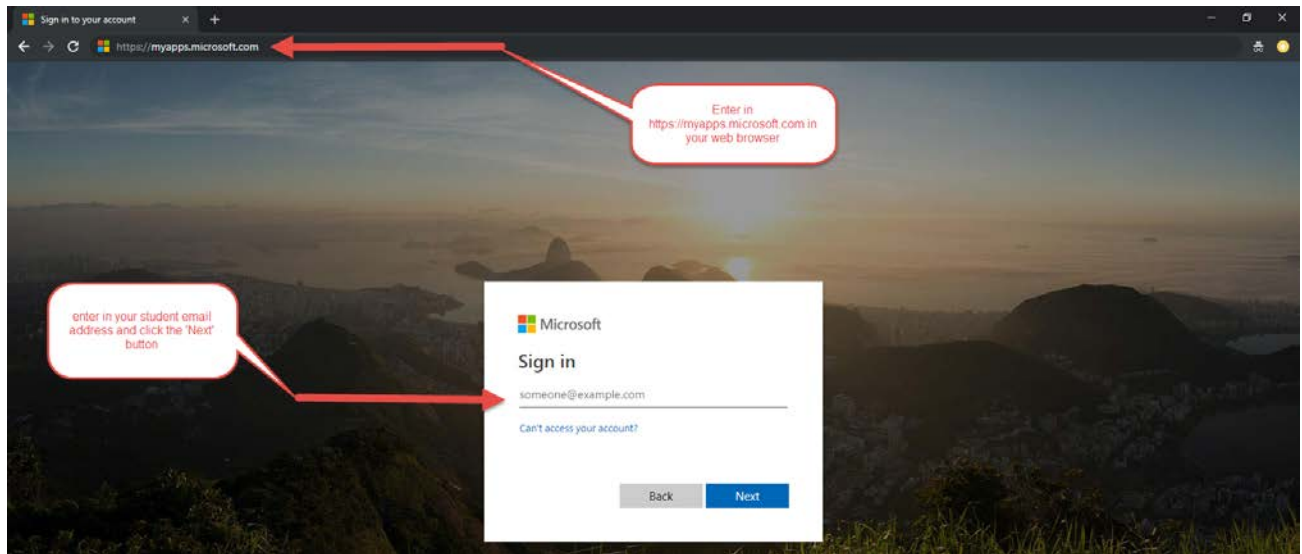 Sign in to your account
https://myapps.microsoft.com
Enter in
https://myapps.microsoft.com in
your web browser
enter in your student email
address and click the 'Next'
button
Microsoft
Sign in
someone@example.com
Can't access your account?
Back Next